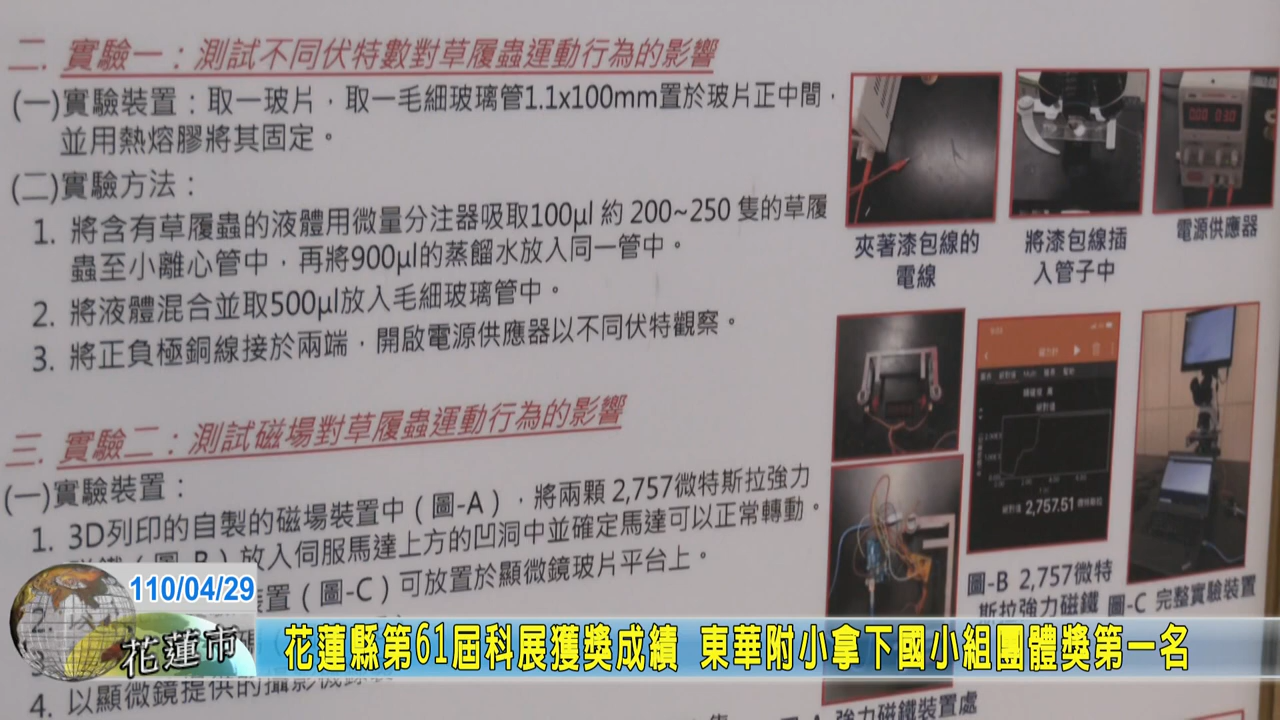 二. 實驗一：測試不同伏特數對草履蟲運動行為的影響
(一)實驗裝置：取一玻片，取一毛細玻璃管1.1x100mm置於玻片正中間，
並用熱熔膠將其固定。
(二)實驗方法：
1. 將含有草履蟲的液體用微量分注器吸取100µl 約 200~250 隻的草履
蟲至小離心管中，再將900µl的蒸餾水放入同一管中。
2. 將液體混合並取500µl放入毛細玻璃管中。
3. 將正負極銅線接於兩端，開啟電源供應器以不同伏特觀察。
夾著漆包線的
電線
將漆包線插
入管子中
電源供應器
三. 實驗二：測試磁場對草履蟲運動行為的影響
(一)實驗裝置：
1. 3D列印的自製的磁場裝置中（圖-A），將兩顆 2,757微特斯拉強力
放入伺服馬達上方的凹洞中並確定馬達可以正常轉動。
2.
置（圖-C）可放置於顯微鏡玻片平台上。
3
4. 以顯微鏡提供的攝影機
絕對值 2,757.51 微特斯拉
圖-B 2,757微特
斯拉強力磁鐵
圖-C 完整實驗裝置
強力磁鐵裝置處
110/04/29
花蓮市
花蓮縣第61屆科展獲獎成績 東華附小拿下國小組團體獎第一名